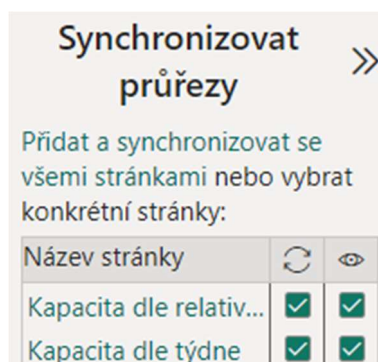 Synchronizovat
průřezy
Přidat a synchronizovat se
všemi stránkami nebo vybrat
konkrétní stránky:
Název stránky
Kapacita dle relativ...
Kapacita dle týdne